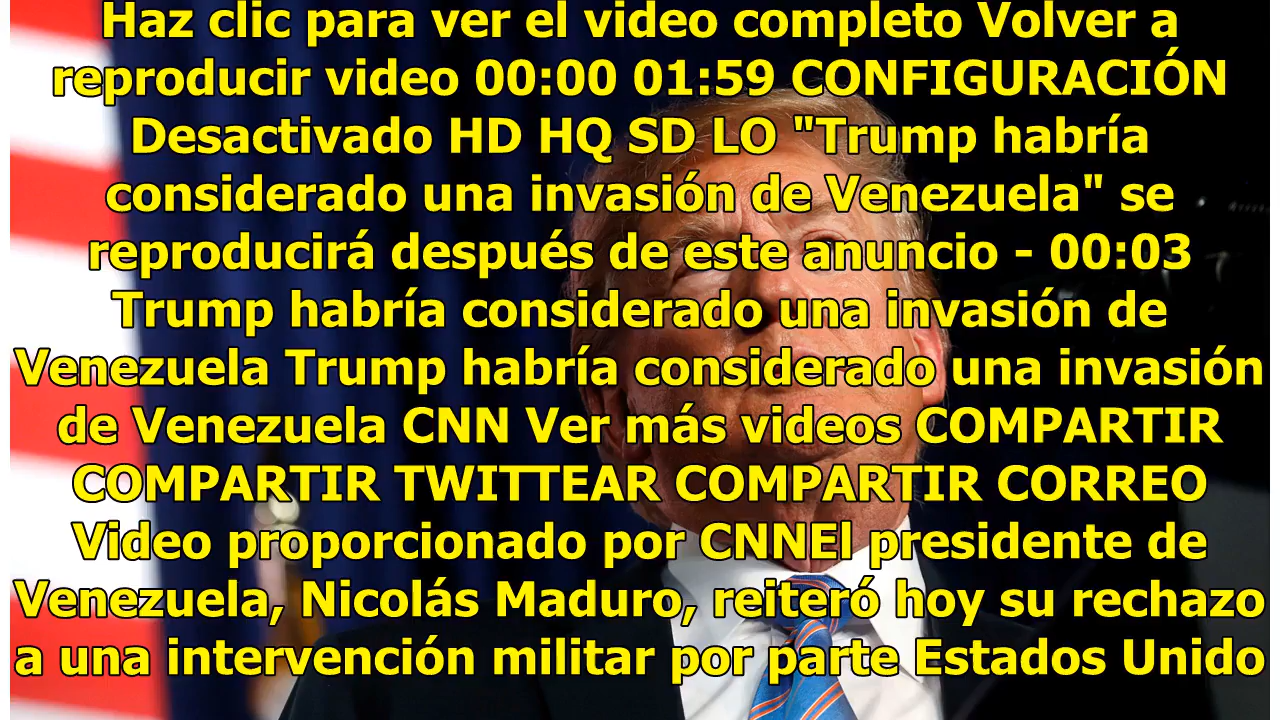 Haz clic para ver el video completo Volver a
reproducir video 00:00 01:59 CONFIGURACIÓN
Desactivado HD HQ SD LO "Trump habría
considerado una invasión de Venezuela" se
reproducirá después de este anuncio - 00:03
Trump habría considerado una invasión de
Venezuela Trump habría considerado una invasión
de Venezuela CNN Ver más videos COMPARTIR
COMPARTIR TWITTEAR COMPARTIR CORREO
Video proporcionado por CNNEl presidente de
Venezuela, Nicolás Maduro, reiteró hoy su rechazo
a una intervención militar por parte Estados Unido